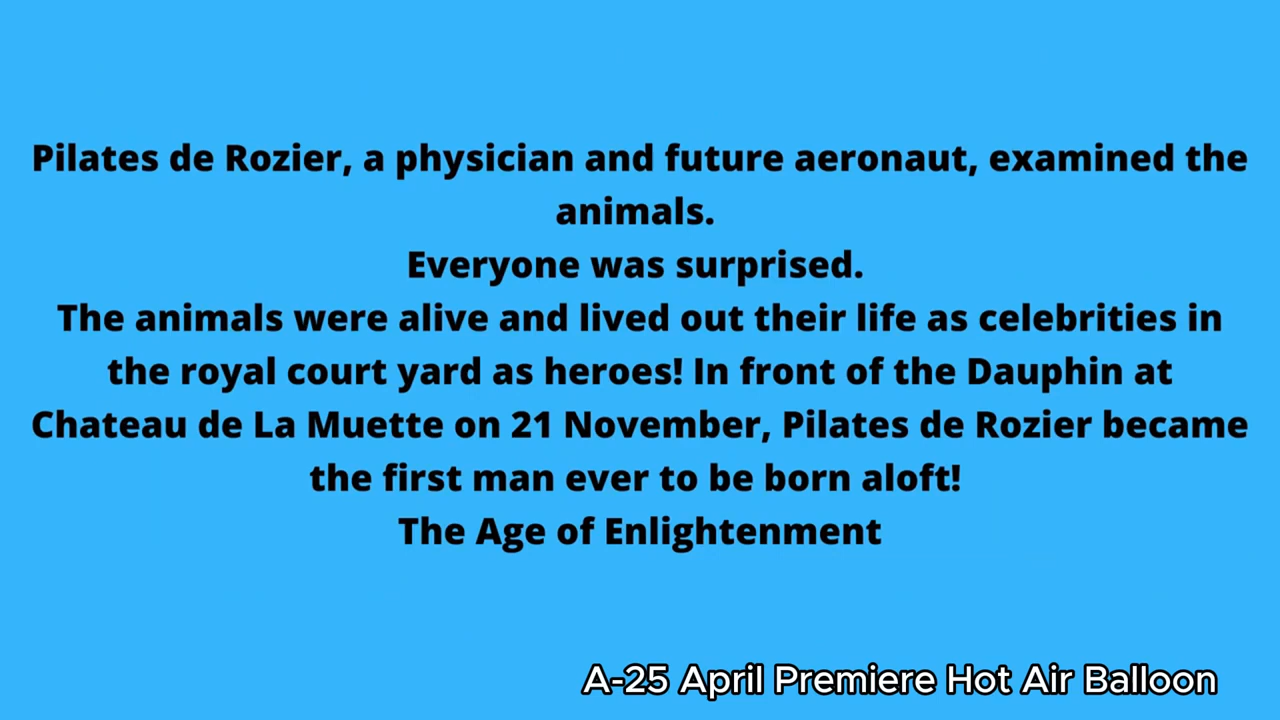 Pilates de Rozier, a physician and future aeronaut, examined the
animals.
Everyone was surprised.
The animals were alive and lived out their life as celebrities in
the royal court yard as heroes! In front of the Dauphin at
Chateau de La Muette on 21 November, Pilates de Rozier became
the first man ever to be born aloft!
The Age of Enlightenment
A-25 April Premiere Hot Air Balloon